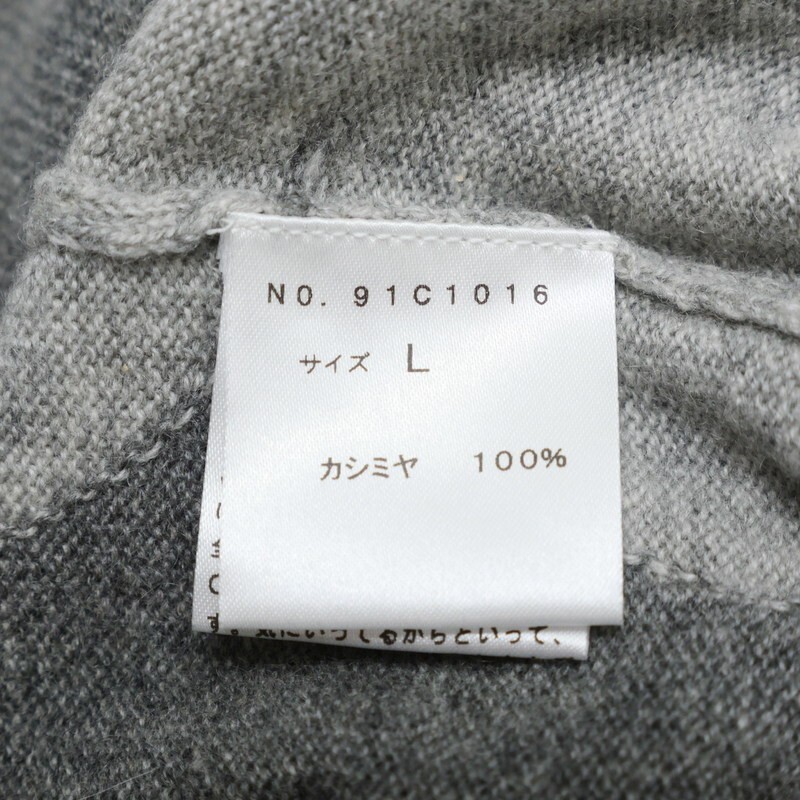 NO. 91C1016
サイズ L
カシミヤ 100%
す。気にいってるからといって、